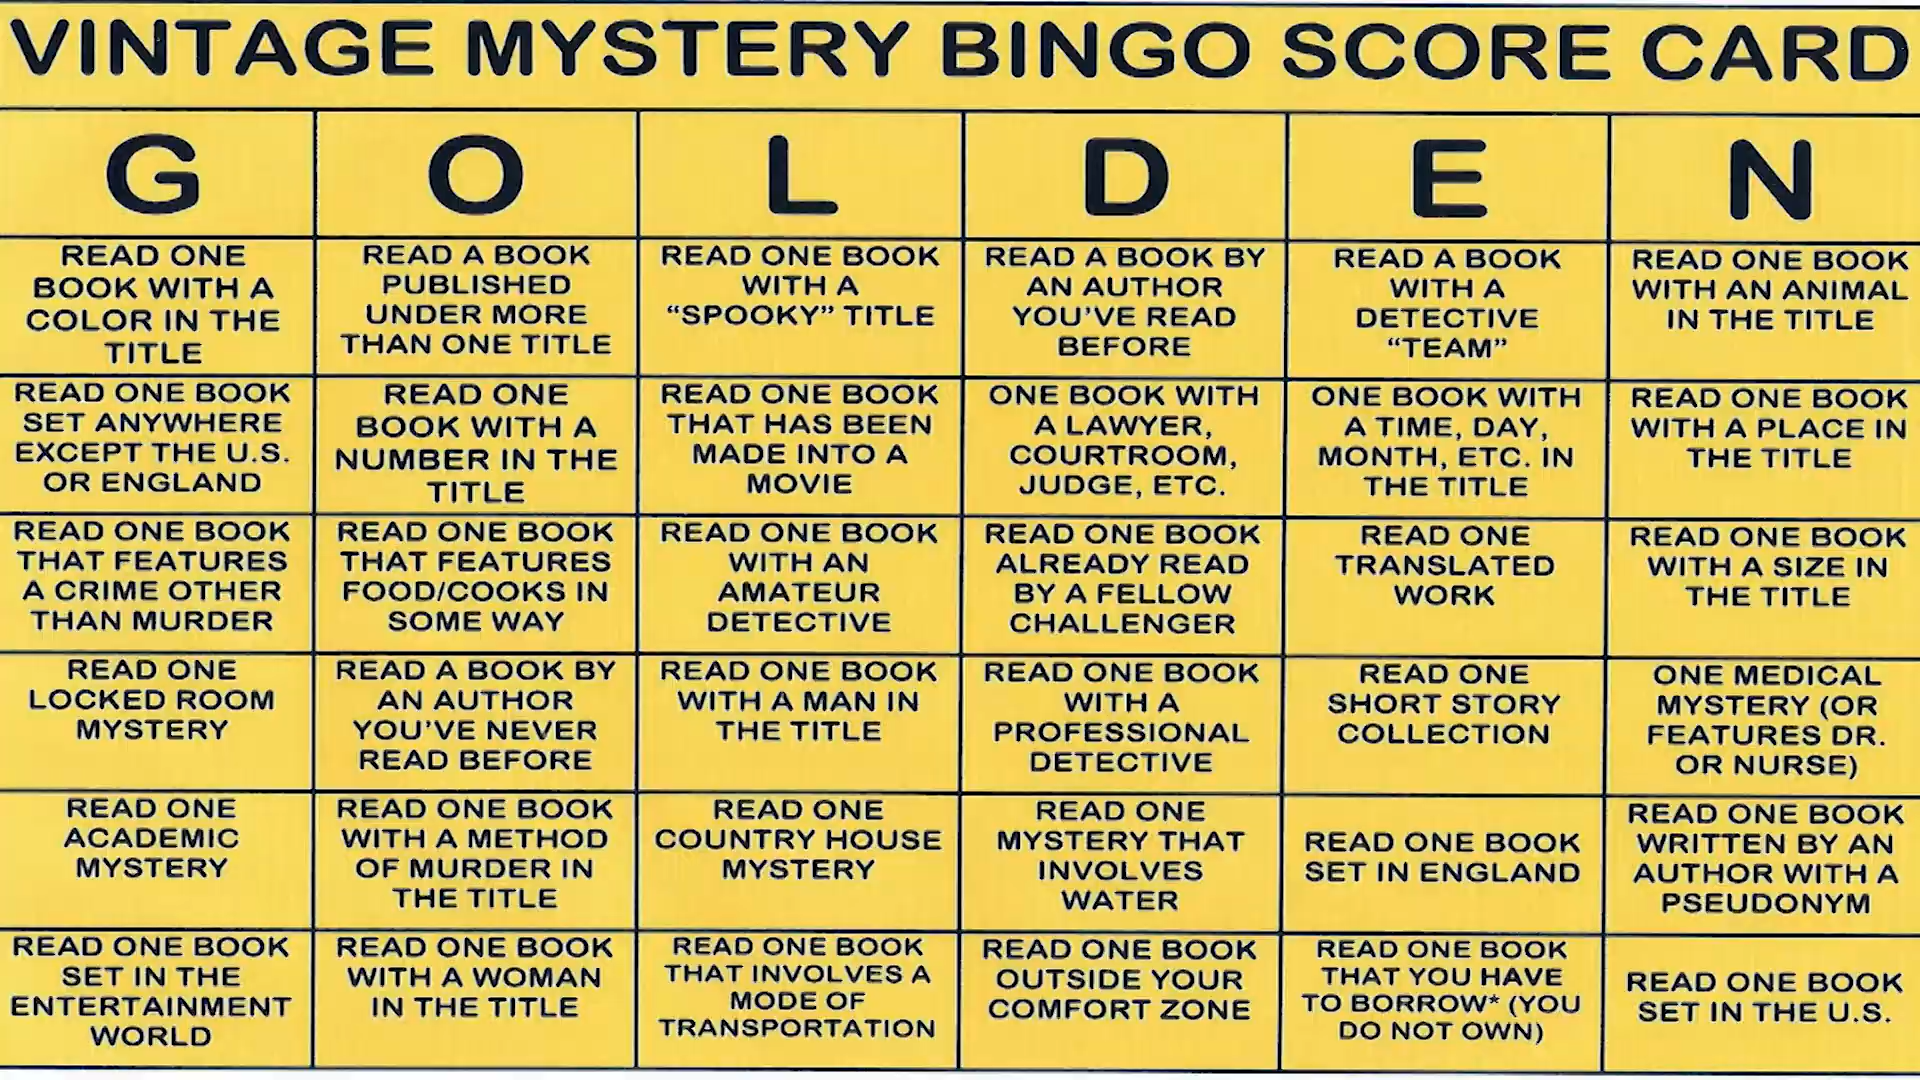 VINTAGE MYSTERY BINGO SCORE CARD
G O L D E N
READ ONE
BOOK WITH A
COLOR IN THE
TITLE
READ A BOOK
PUBLISHED
UNDER MORE
THAN ONE TITLE
READ ONE BOOK
WITH A
“SPOOKY” TITLE
READ A BOOK BY
AN AUTHOR
YOU’VE READ
BEFORE
READ A BOOK
WITH A
DETECTIVE
“TEAM”
READ ONE BOOK
WITH AN ANIMAL
IN THE TITLE
READ ONE BOOK
SET ANYWHERE
EXCEPT THE U.S.
OR ENGLAND
READ ONE
BOOK WITH A
NUMBER IN THE
TITLE
READ ONE BOOK
THAT HAS BEEN
MADE INTO A
MOVIE
ONE BOOK WITH
A LAWYER,
COURTROOM,
JUDGE, ETC.
ONE BOOK WITH
A TIME, DAY,
MONTH, ETC. IN
THE TITLE
READ ONE BOOK
WITH A PLACE IN
THE TITLE
READ ONE BOOK
THAT FEATURES
A CRIME OTHER
THAN MURDER
READ ONE BOOK
THAT FEATURES
FOOD/COOKS IN
SOME WAY
READ ONE BOOK
WITH AN
AMATEUR
DETECTIVE
READ ONE BOOK
ALREADY READ
BY A FELLOW
CHALLENGER
READ ONE
TRANSLATED
WORK
READ ONE BOOK
WITH A SIZE IN
THE TITLE
READ ONE
LOCKED ROOM
MYSTERY
READ A BOOK BY
AN AUTHOR
YOU’VE NEVER
READ BEFORE
READ ONE BOOK
WITH A MAN IN
THE TITLE
READ ONE BOOK
WITH A
PROFESSIONAL
DETECTIVE
READ ONE
SHORT STORY
COLLECTION
ONE MEDICAL
MYSTERY (OR
FEATURES DR.
OR NURSE)
READ ONE
ACADEMIC
MYSTERY
READ ONE BOOK
WITH A METHOD
OF MURDER IN
THE TITLE
READ ONE
COUNTRY HOUSE
MYSTERY
READ ONE
MYSTERY THAT
INVOLVES
WATER
READ ONE BOOK
SET IN ENGLAND
READ ONE BOOK
WRITTEN BY AN
AUTHOR WITH A
PSEUDONYM
READ ONE BOOK
SET IN THE
ENTERTAINMENT
WORLD
READ ONE BOOK
WITH A WOMAN
IN THE TITLE
READ ONE BOOK
THAT INVOLVES A
MODE OF
TRANSPORTATION
READ ONE BOOK
OUTSIDE YOUR
COMFORT ZONE
READ ONE BOOK
THAT YOU HAVE
TO BORROW* (YOU
DO NOT OWN)
READ ONE BOOK
SET IN THE U.S.